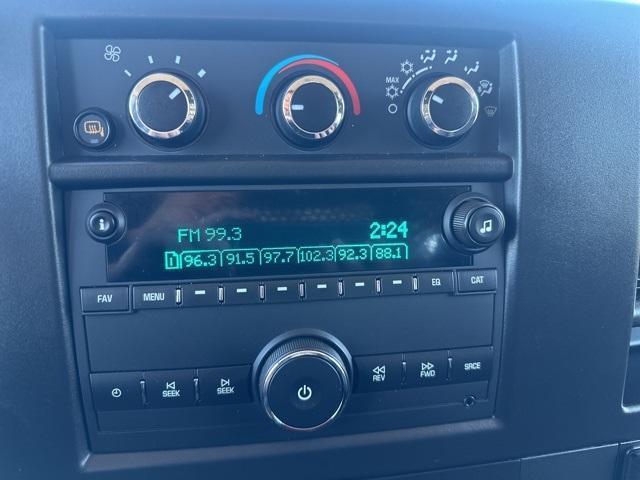 MAX
i
FM 99.3 2:24
1 96.3 91.5 97.7 102.3 92.3 88.1
FAV MENU EQ CAT
SEEK SEEK REV FWD SRCE